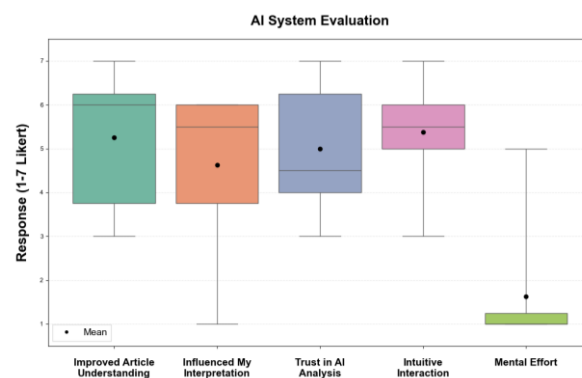 AI System Evaluation
Response (1-7 Likert)
7
6
5
4
3
2
1
Mean
Improved Article
Understanding
Influenced My
Interpretation
Trust in AI
Analysis
Intuitive
Interaction
Mental Effort